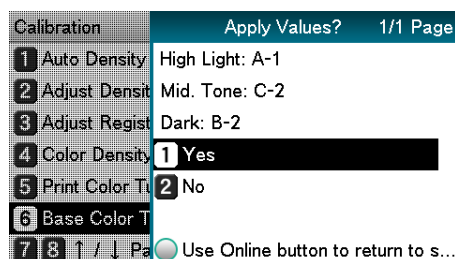 Calibration
1 Auto Density
2 Adjust Densit
3 Adjust Regist
4 Color Density
5 Print Color Tu
6 Base Color T
7 8 ↑ / ↓ Pa
Apply Values? 1/1 Page
High Light: A-1
Mid. Tone: C-2
Dark: B-2
1 Yes
2 No
Use Online button to return to s...